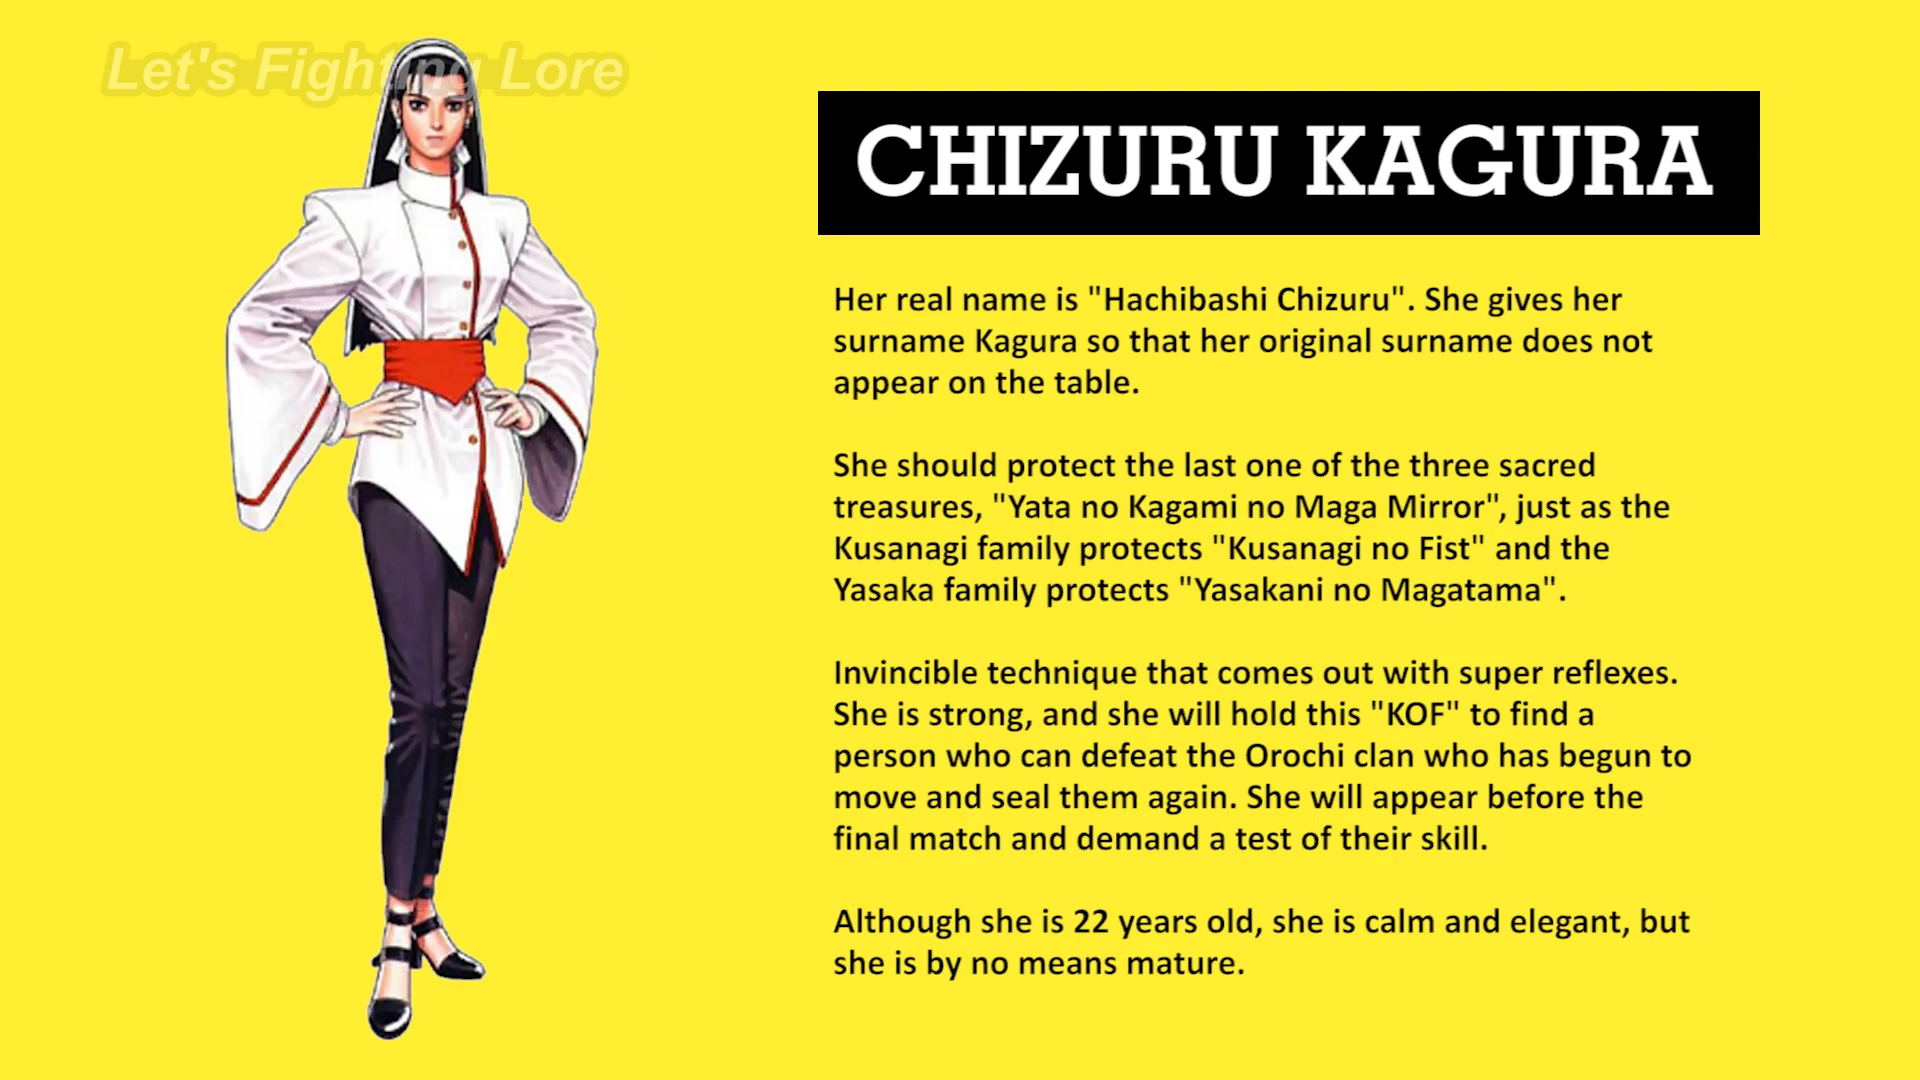 Let's Fighting Lore
CHIZURU KAGURA
Her real name is "Hachibashi Chizuru". She gives her
surname Kagura so that her original surname does not
appear on the table.
She should protect the last one of the three sacred
treasures, "Yata no Kagami no Maga Mirror", just as the
Kusanagi family protects "Kusanagi no Fist" and the
Yasaka family protects "Yasakani no Magatama".
Invincible technique that comes out with super reflexes.
She is strong, and she will hold this "KOF" to find a
person who can defeat the Orochi clan who has begun to
move and seal them again. She will appear before the
final match and demand a test of their skill.
Although she is 22 years old, she is calm and elegant, but
she is by no means mature.